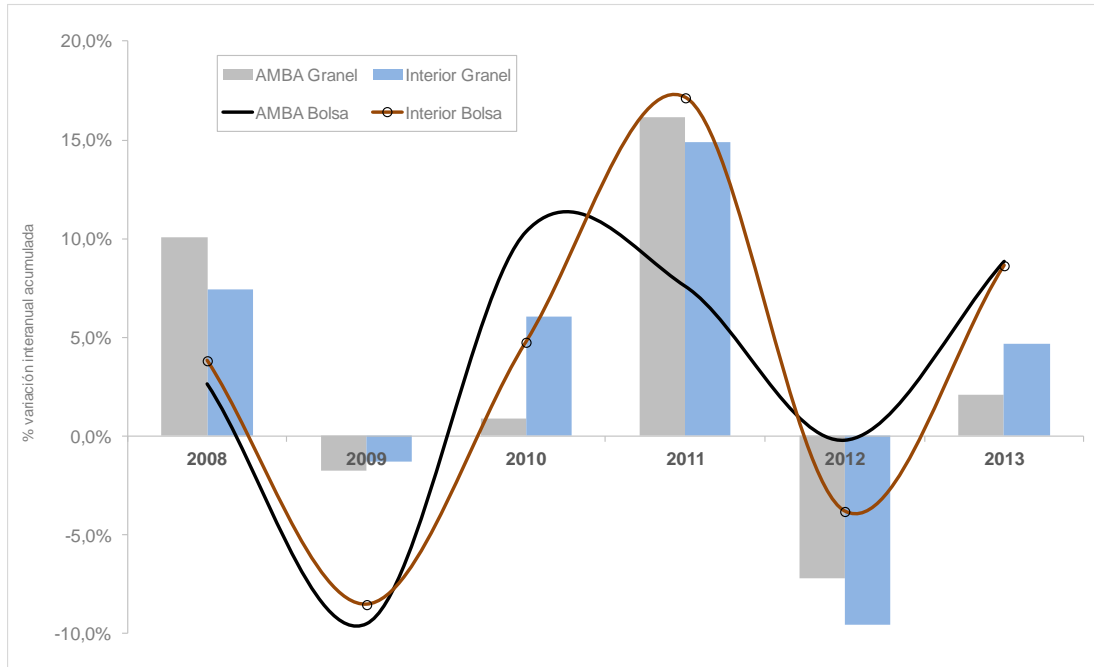 20,0%
15,0%
10,0%
5,0%
0,0%
-5,0%
-10,0%
% variación interanual acumulada
AMBA Granel Interior Granel
AMBA Bolsa Interior Bolsa
2008 2009 2010 2011 2012 2013